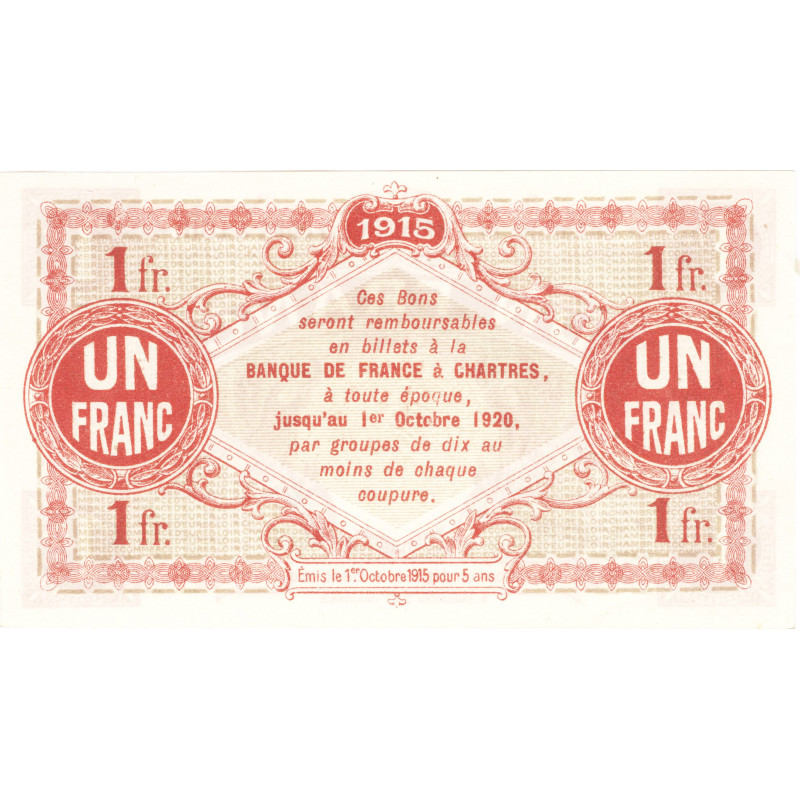 1915
1 fr.
1 fr.
Ces Bons
seront remboursables
en billets à la
BANQUE DE FRANCE à CHARTRES,
à toute époque,
jusqu'au 1er Octobre 1920,
par groupes de dix au
moins de chaque
coupure.
UN
FRANC
UN
FRANC
1 fr.
1 fr.
Émis le 1er Octobre 1915 pour 5 ans